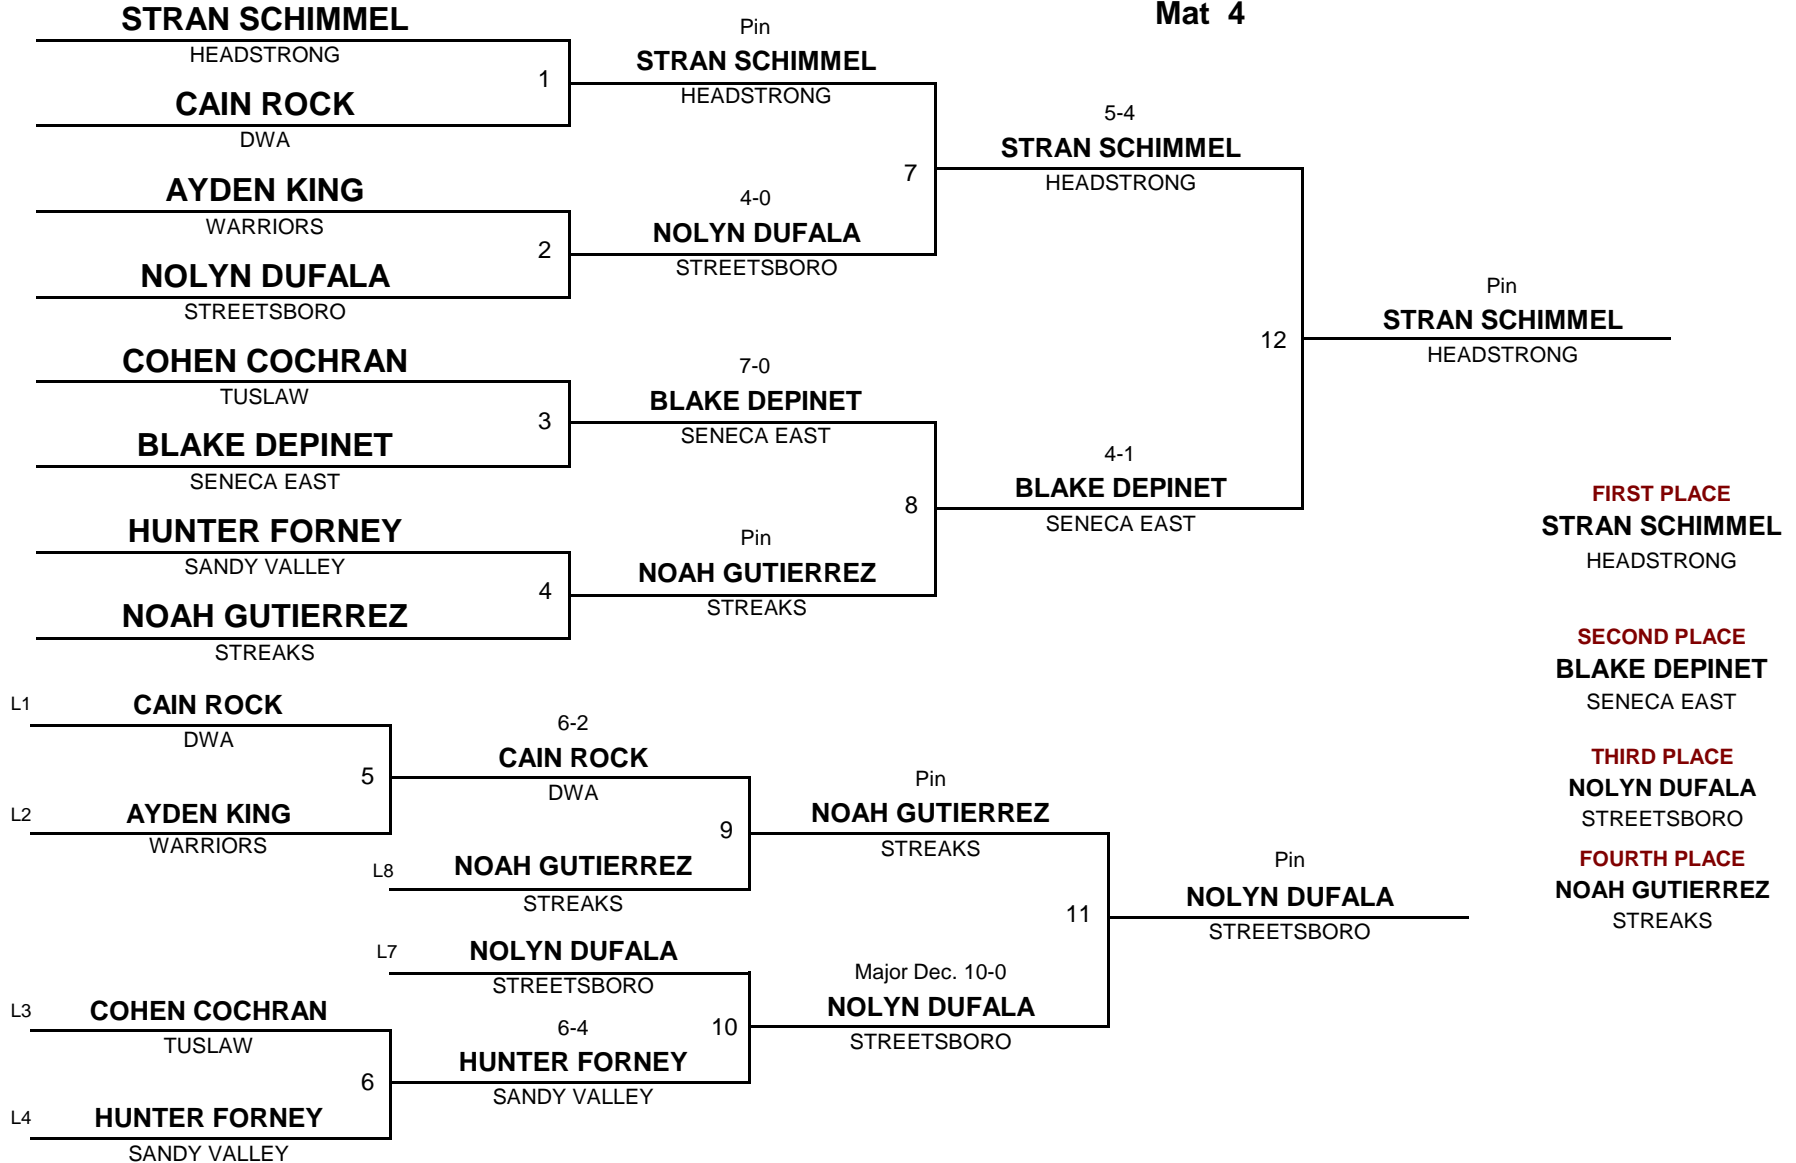 Mat 4
STRAN SCHIMMEL
HEADSTRONG
1
CAIN ROCK
DWA
AYDEN KING
WARRIORS
2
NOLYN DUFALA
STREETSBORO
COHEN COCHRAN
TUSLAW
3
BLAKE DEPINET
SENECA EAST
HUNTER FORNEY
SANDY VALLEY
4
NOAH GUTIERREZ
STREAKS
Pin
STRAN SCHIMMEL
HEADSTRONG
7
4-0
NOLYN DUFALA
STREETSBORO
7-0
BLAKE DEPINET
SENECA EAST
8
Pin
NOAH GUTIERREZ
STREAKS
5-4
STRAN SCHIMMEL
HEADSTRONG
12
4-1
BLAKE DEPINET
SENECA EAST
Pin
STRAN SCHIMMEL
HEADSTRONG
FIRST PLACE
STRAN SCHIMMEL
HEADSTRONG
SECOND PLACE
BLAKE DEPINET
SENECA EAST
THIRD PLACE
NOLYN DUFALA
STREETSBORO
FOURTH PLACE
NOAH GUTIERREZ
STREAKS
L1 CAIN ROCK
DWA
5
L2 AYDEN KING
WARRIORS
L3 COHEN COCHRAN
TUSLAW
6
L4 HUNTER FORNEY
SANDY VALLEY
6-2
CAIN ROCK
DWA
9
L8 NOAH GUTIERREZ
STREAKS
L7 NOLYN DUFALA
STREETSBORO
10
6-4
HUNTER FORNEY
SANDY VALLEY
Pin
NOAH GUTIERREZ
STREAKS
11
Major Dec. 10-0
NOLYN DUFALA
STREETSBORO
Pin
NOLYN DUFALA
STREETSBORO